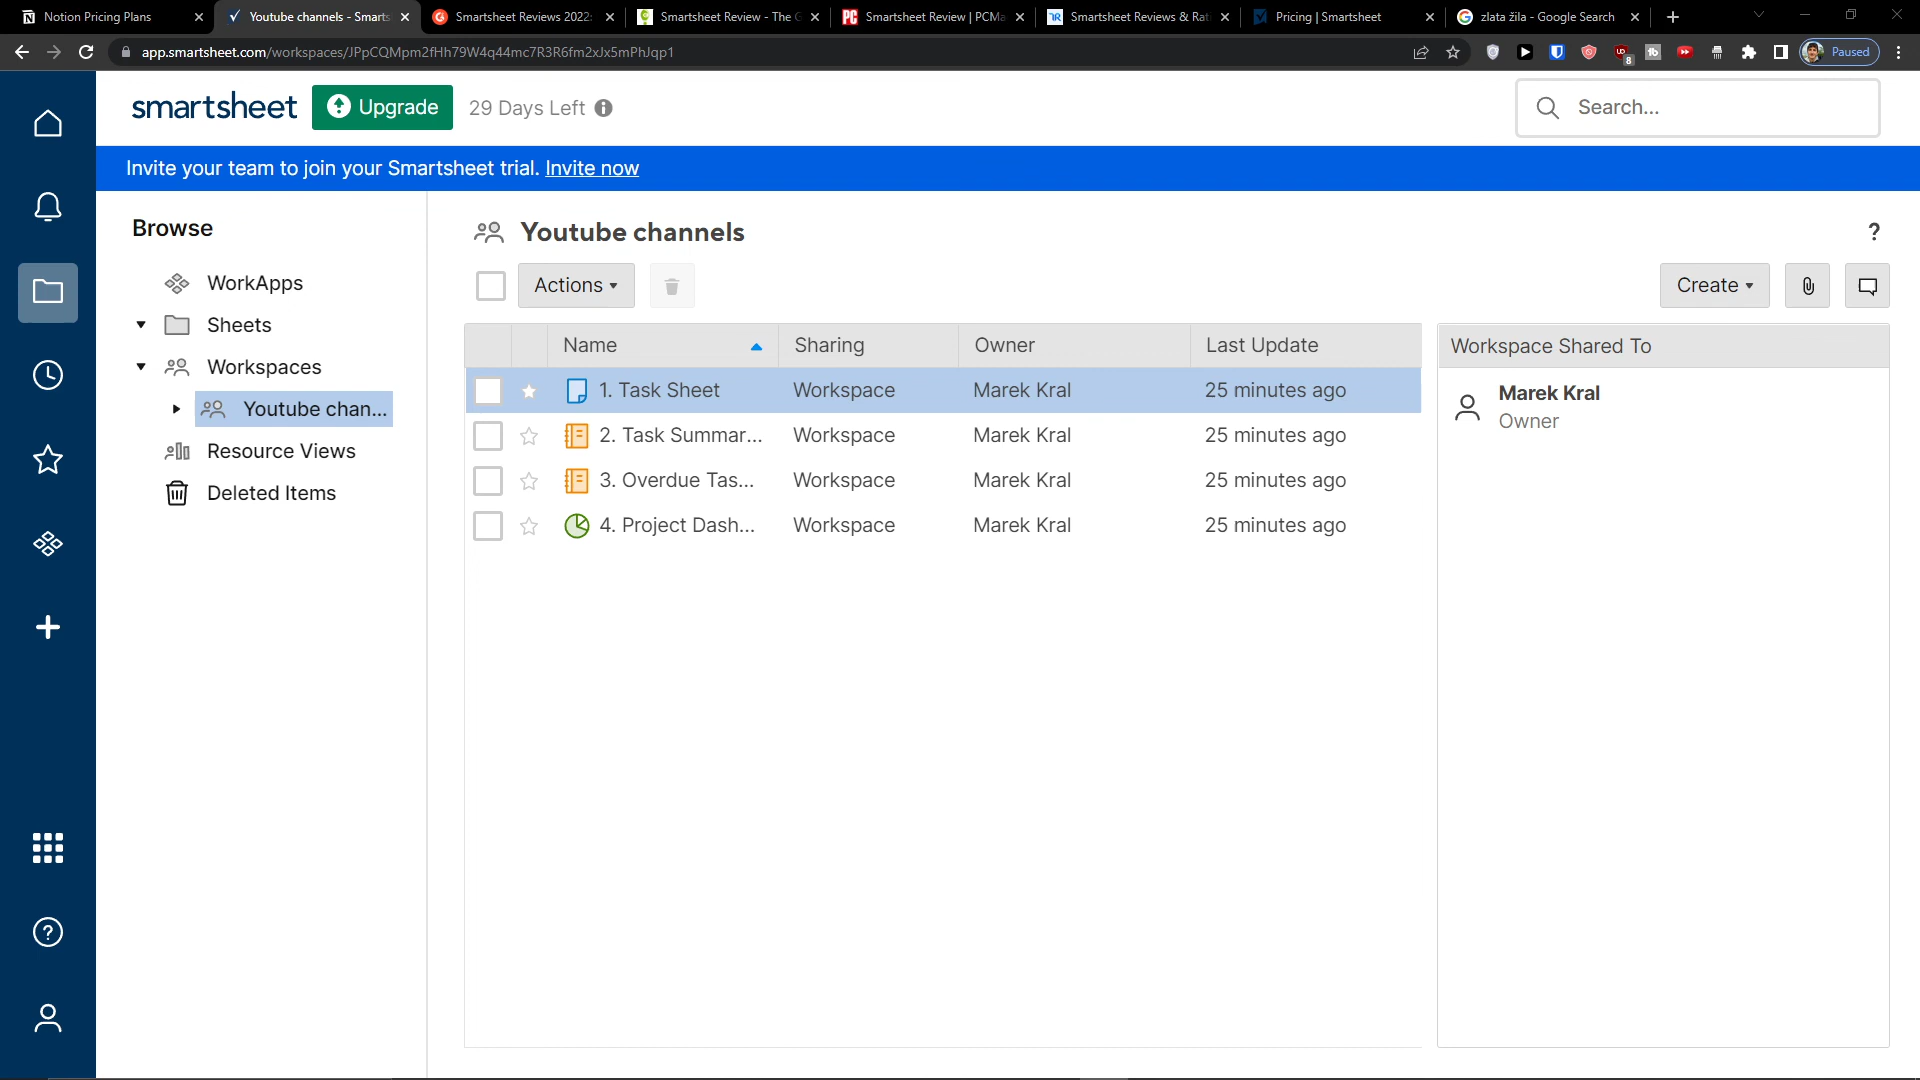 Notion Pricing Plans
Youtube channels - Smarts
Smartsheet Reviews 2022:
Smartsheet Review - The G
PC Smartsheet Review | PCMa
TR Smartsheet Reviews & Rat
Pricing | Smartsheet
zlata žila - Google Search
app.smartsheet.com/workspaces/JPpCQMpm2fHh79W4q44mc7R3R6fm2xJx5mPhJqp1
8
Paused
smartsheet
Upgrade
29 Days Left
Search...
Invite your team to join your Smartsheet trial. Invite now
Browse
WorkApps
Sheets
Workspaces
Youtube chan...
Resource Views
Deleted Items
Youtube channels
?
Actions
Create
Name Sharing Owner Last Update
1. Task Sheet Workspace Marek Kral 25 minutes ago
2. Task Summar... Workspace Marek Kral 25 minutes ago
3. Overdue Tas... Workspace Marek Kral 25 minutes ago
4. Project Dash... Workspace Marek Kral 25 minutes ago
Workspace Shared To
Marek Kral
Owner